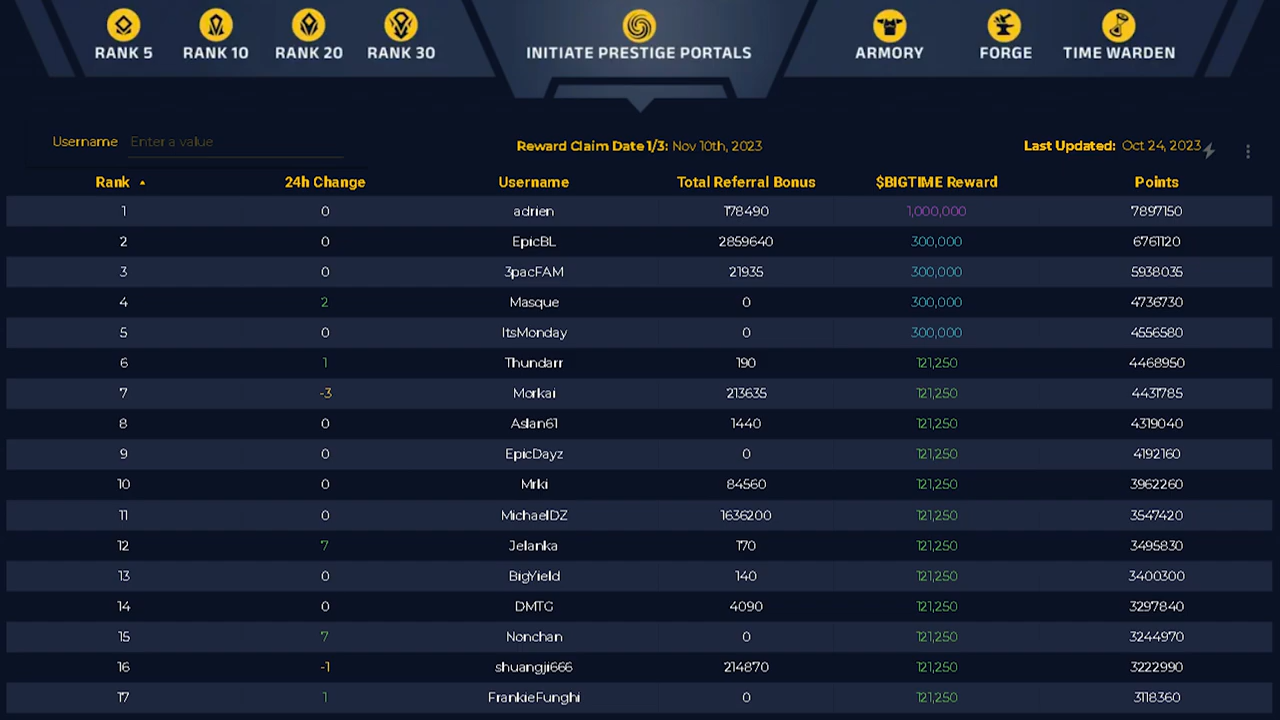 RANK 5 RANK 10 RANK 20 RANK 30 INITIATE PRESTIGE PORTALS ARMORY FORGE TIME WARDEN
Username Enter a value Reward Claim Date 1/3: Nov 10th, 2023 Last Updated: Oct 24, 2023
Rank 24h Change Username Total Referral Bonus $BIGTIME Reward Points
1 0 adrien 178490 1,000,000 7897150
2 0 EpicBL 2859640 300,000 6761120
3 0 3pacFAM 21935 300,000 5938035
4 2 Masque 0 300,000 4736730
5 0 ItsMonday 0 300,000 4556580
6 1 Thundarr 190 121,250 4468950
7 -3 Morkai 213635 121,250 4431785
8 0 Aslan61 1440 121,250 4319040
9 0 EpicDayz 0 121,250 4192160
10 0 Mrki 84560 121,250 3962260
11 0 MichaelDZ 1636200 121,250 3547420
12 7 Jelanka 170 121,250 3495830
13 0 BigYield 140 121,250 3400300
14 0 DMTG 4090 121,250 3297840
15 7 Nonchan 0 121,250 3244970
16 -1 shuangji666 214870 121,250 3222990
17 1 FrankieFunghi 0 121,250 3118360